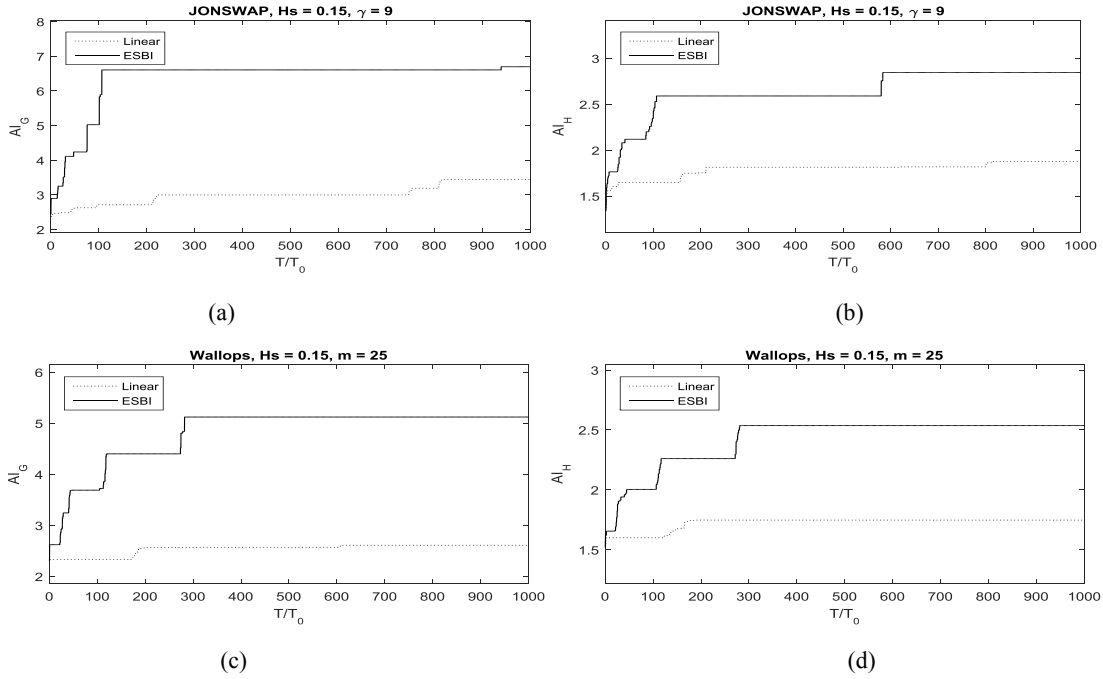 JONSWAP, Hs = 0.15, γ = 9
Linear
ESBI
8
7
6
5
4
3
2
AI_G
0 100 200 300 400 500 600 700 800 900 1000
T/T_0
(a)
JONSWAP, Hs = 0.15, γ = 9
Linear
ESBI
3
2.5
2
1.5
AI_H
0 100 200 300 400 500 600 700 800 900 1000
T/T_0
(b)
Wallops, Hs = 0.15, m = 25
Linear
ESBI
6
5
4
3
2
AI_G
0 100 200 300 400 500 600 700 800 900 1000
T/T_0
(c)
Wallops, Hs = 0.15, m = 25
Linear
ESBI
3
2.5
2
1.5
AI_H
0 100 200 300 400 500 600 700 800 900 1000
T/T_0
(d)